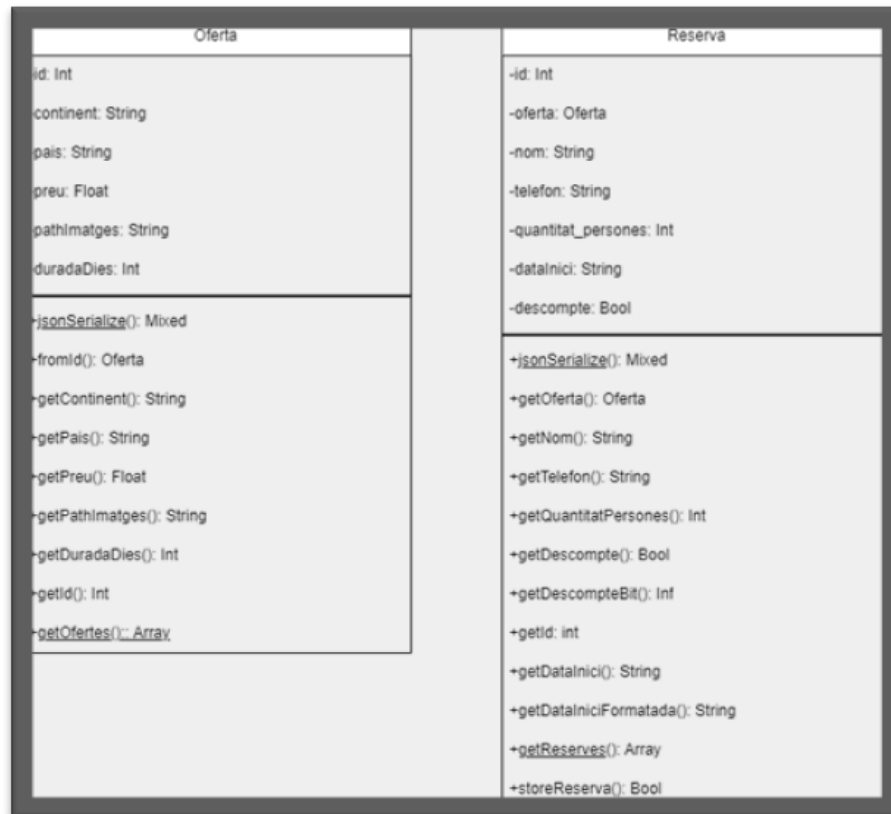 Oferta
id: Int
continent: String
pais: String
preu: Float
pathImatges: String
duradaDies: Int
+jsonSerialize(): Mixed
+fromId(): Oferta
+getContinent(): String
+getPais(): String
+getPreu(): Float
+getPathImatges(): String
+getDuradaDies(): Int
+getId(): Int
+getOfertes():: Array
Reserva
-id: Int
-oferta: Oferta
-nom: String
-telefon: String
-quantitat_persones: Int
-dataInici: String
-descompte: Bool
+jsonSerialize(): Mixed
+getOferta(): Oferta
+getNom(): String
+getTelefon(): String
+getQuantitatPersones(): Int
+getDescompte(): Bool
+getDescompteBit(): Inf
+getId: int
+getDataInici(): String
+getDataIniciFormatada(): String
+getReserves(): Array
+storeReserva(): Bool